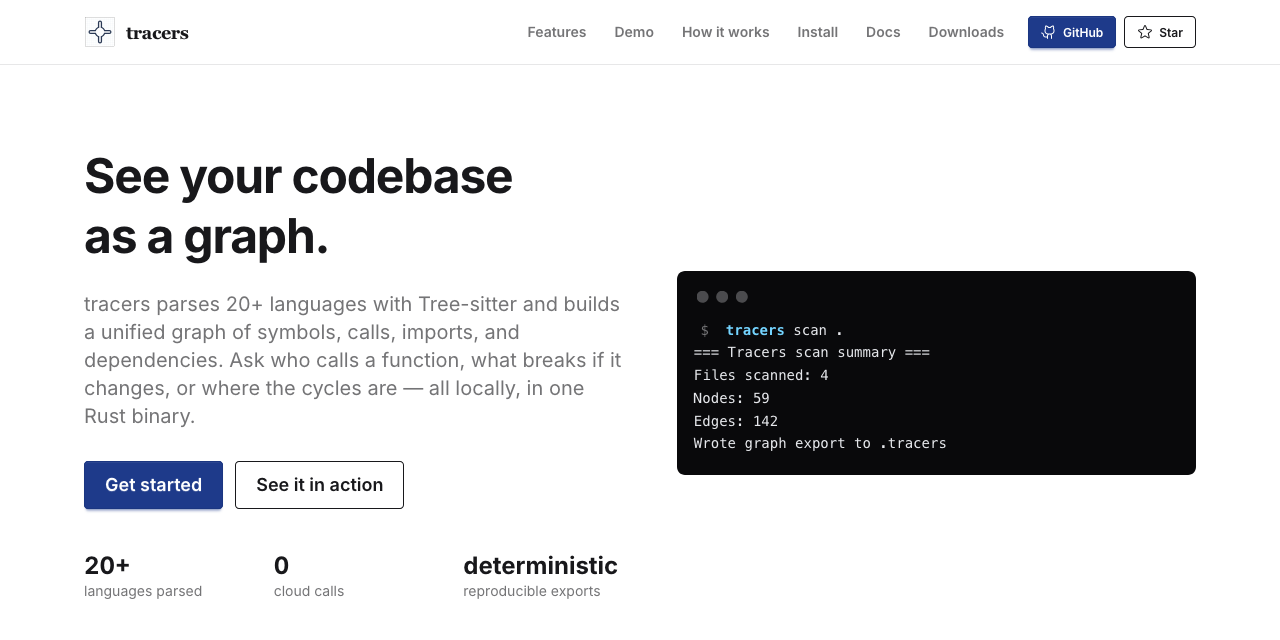 tracers
Features Demo How it works Install Docs Downloads GitHub Star
See your codebase
as a graph.
tracers parses 20+ languages with Tree-sitter and builds
a unified graph of symbols, calls, imports, and
dependencies. Ask who calls a function, what breaks if it
changes, or where the cycles are — all locally, in one
Rust binary.
Get started See it in action
20+
languages parsed
0
cloud calls
deterministic
reproducible exports
$ tracers scan .
=== Tracers scan summary ===
Files scanned: 4
Nodes: 59
Edges: 142
Wrote graph export to .tracers